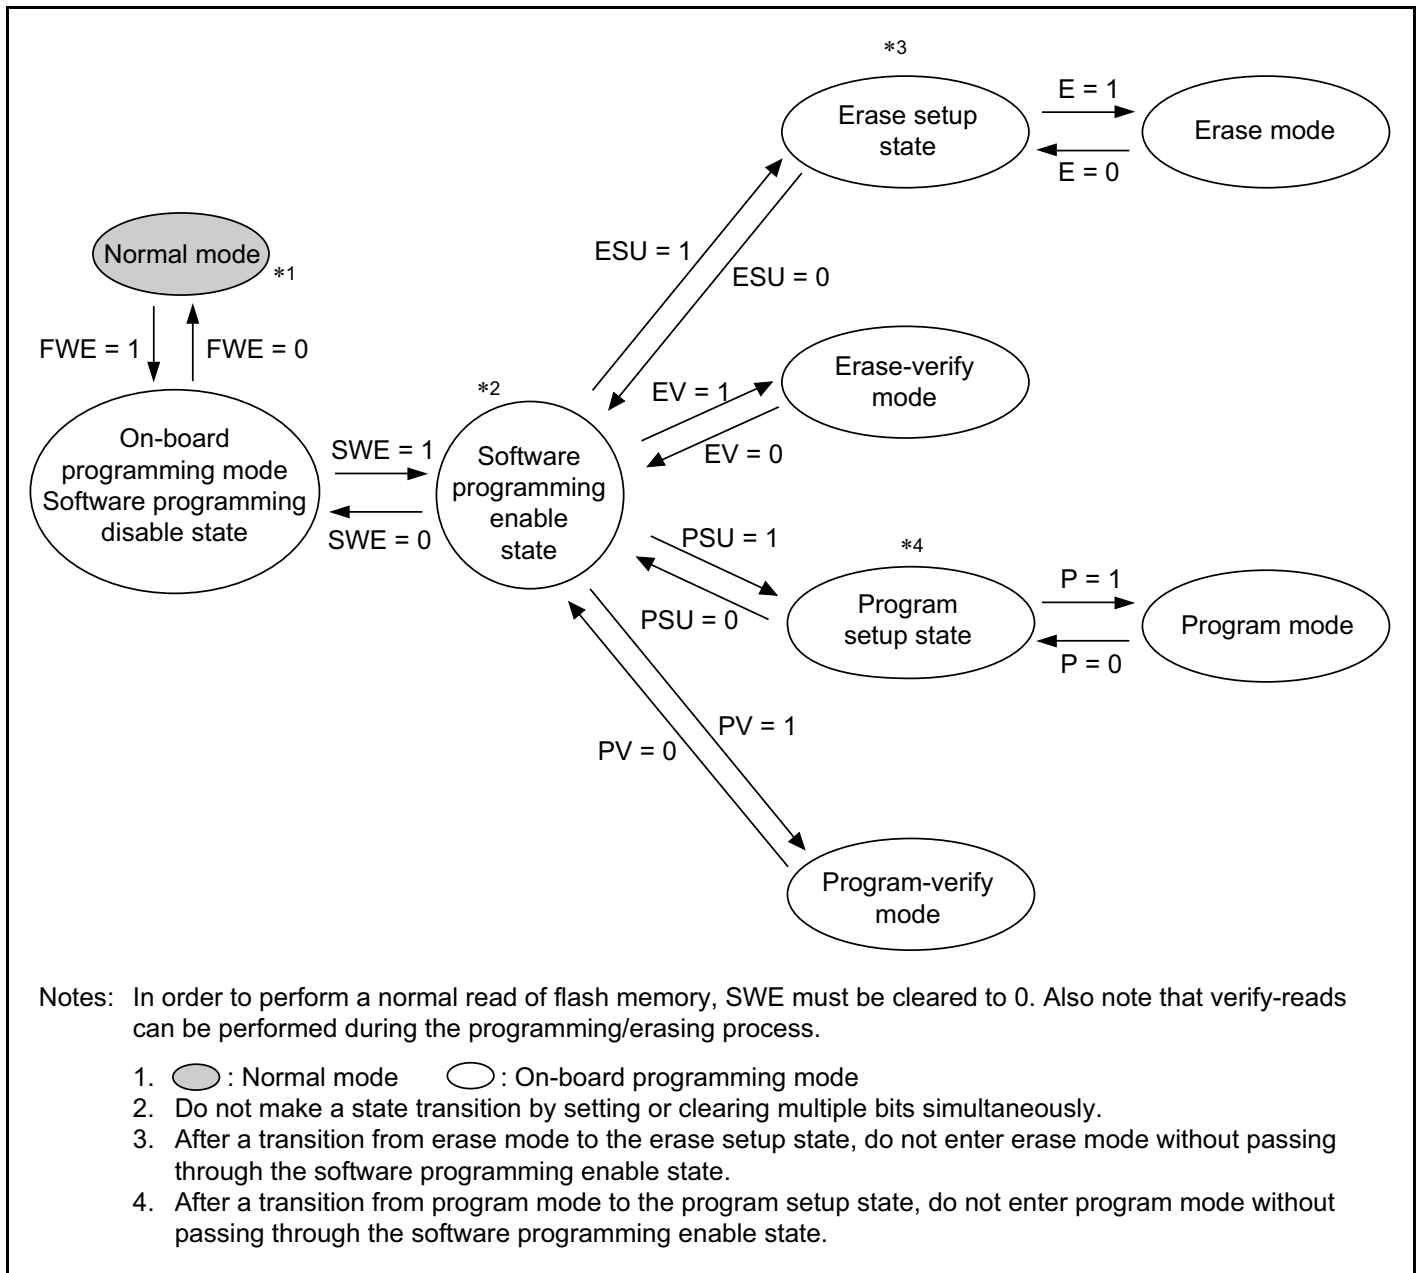 *3
Erase setup
state
E = 1
E = 0
Erase mode
Normal mode
*1
ESU = 1
ESU = 0
FWE = 1
FWE = 0
Erase-verify
mode
*2
EV = 1
EV = 0
On-board
programming mode
Software programming
disable state
SWE = 1
SWE = 0
Software
programming
enable
state
PSU = 1
PSU = 0
*4
Program
setup state
P = 1
P = 0
Program mode
PV = 1
PV = 0
Program-verify
mode
Notes: In order to perform a normal read of flash memory, SWE must be cleared to 0. Also note that verify-reads
can be performed during the programming/erasing process.
1. : Normal mode : On-board programming mode
2. Do not make a state transition by setting or clearing multiple bits simultaneously.
3. After a transition from erase mode to the erase setup state, do not enter erase mode without passing
through the software programming enable state.
4. After a transition from program mode to the program setup state, do not enter program mode without
passing through the software programming enable state.